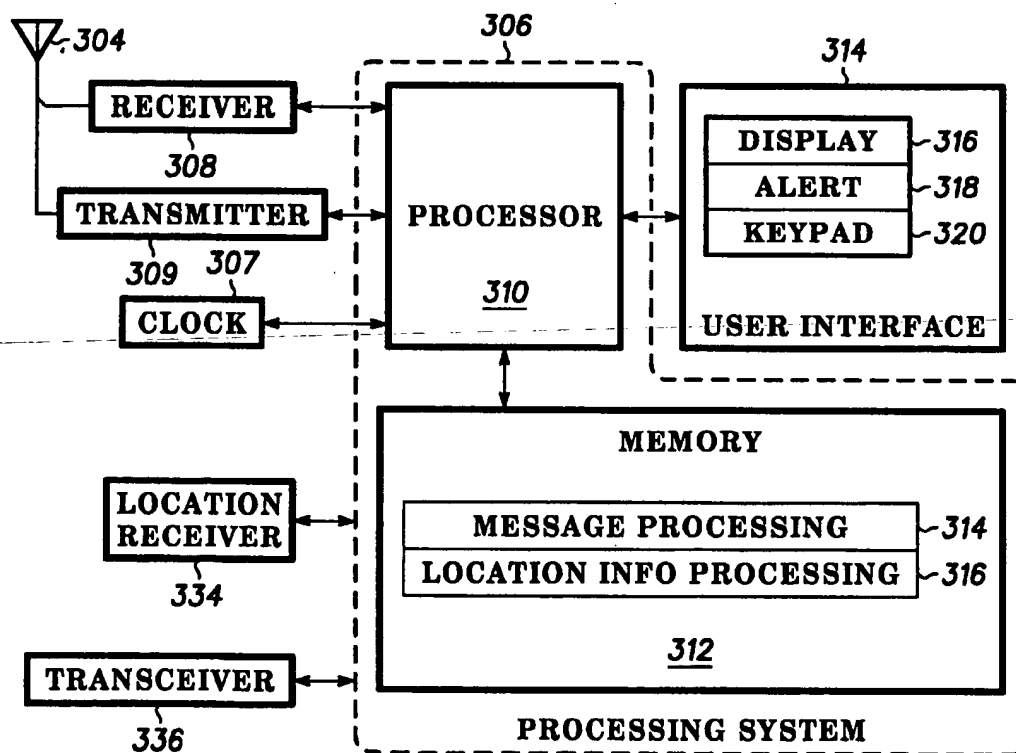 304
306
314
RECEIVER
308
TRANSMITTER
309
307
CLOCK
PROCESSOR
310
DISPLAY
316
ALERT
318
KEYPAD
320
USER INTERFACE
MEMORY
MESSAGE PROCESSING
314
LOCATION INFO PROCESSING
316
312
LOCATION
RECEIVER
334
TRANSCEIVER
336
PROCESSING SYSTEM